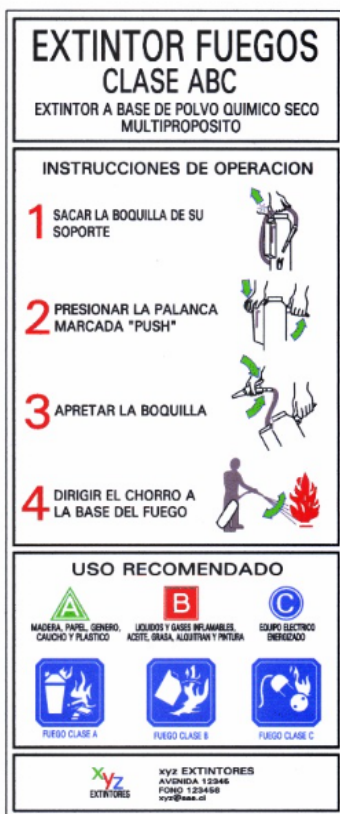 EXTINTOR FUEGOS
CLASE ABC
EXTINTOR A BASE DE POLVO QUIMICO SECO
MULTIPROPOSITO
INSTRUCCIONES DE OPERACION
1 SACAR LA BOQUILLA DE SU
SOPORTE
2 PRESIONAR LA PALANCA
MARCADA "PUSH"
3 APRETAR LA BOQUILLA
4 DIRIGIR EL CHORRO A
LA BASE DEL FUEGO
USO RECOMENDADO
A
MADERA, PAPEL, GENERO,
CAUCHO Y PLASTICO
B
LIQUIDOS Y GASES INFLAMABLES,
ACEITE, GRASA, ALQUITRAN Y PINTURA
C
EQUIPO ELECTRICO
ENERGIZADO
FUEGO CLASE A
FUEGO CLASE B
FUEGO CLASE C
xyz
EXTINTORES
xyz EXTINTORES
AVENIDA 12345
FONO 123456
xyz@aaa.cl